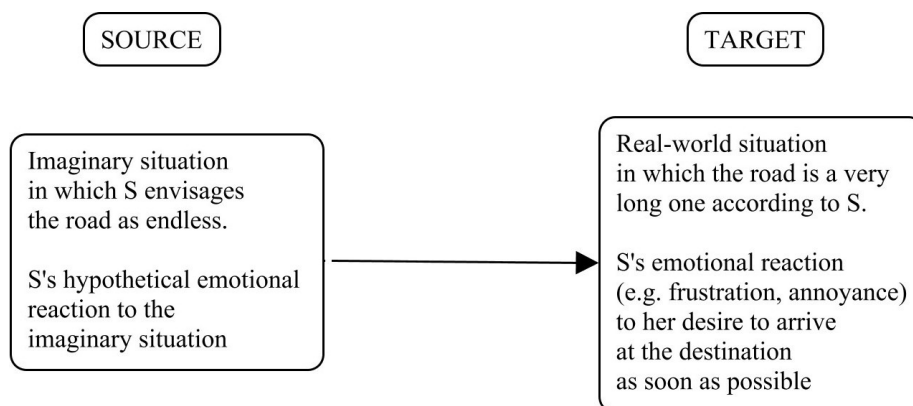 SOURCE
TARGET
Imaginary situation
in which S envisages
the road as endless.
S's hypothetical emotional
reaction to the
imaginary situation
Real-world situation
in which the road is a very
long one according to S.
S's emotional reaction
(e.g. frustration, annoyance)
to her desire to arrive
at the destination
as soon as possible